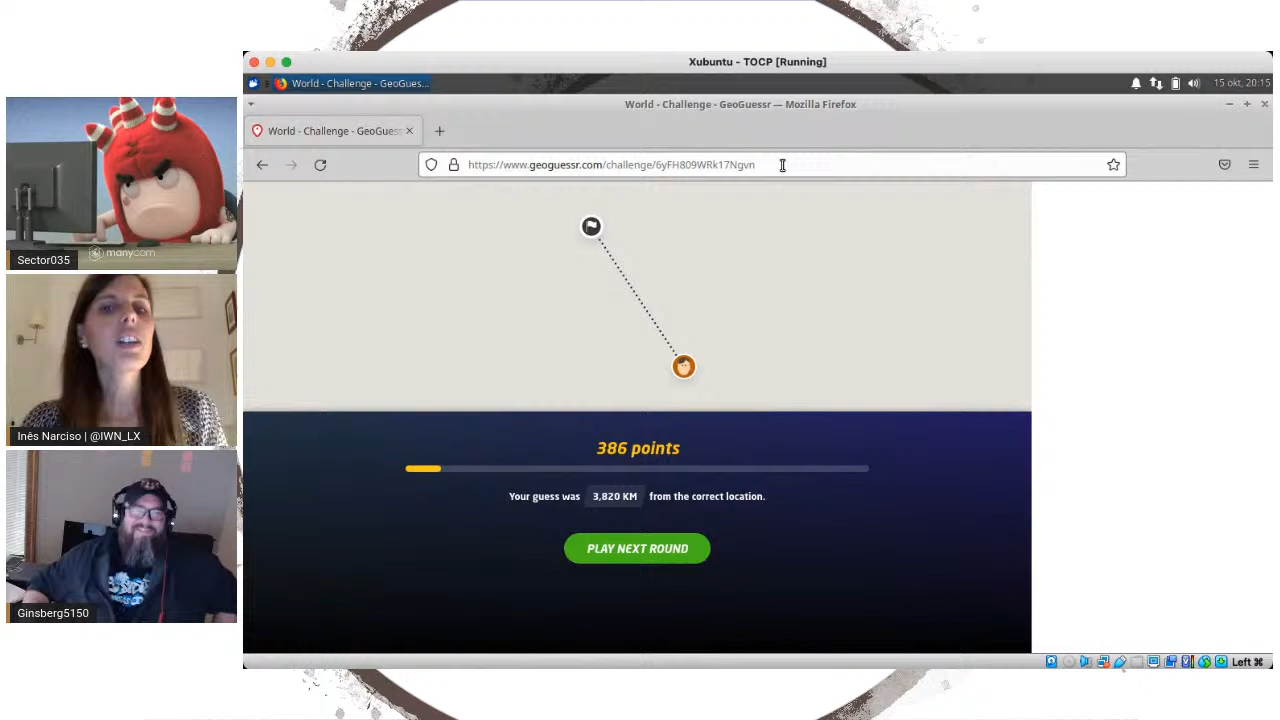 Xubuntu - TOCP [Running]
World - Challenge - GeoGues...
15 okt, 20:15
World - Challenge - GeoGuessr — Mozilla Firefox
World - Challenge - GeoGuess
https://www.geoguessr.com/challenge/6yFH809WRk17Ngvn
manycam
Sector035
Inês Narciso | @IWN_LX
Ginsberg5150
386 points
Your guess was 3,820 KM from the correct location.
PLAY NEXT ROUND
Left ⌘